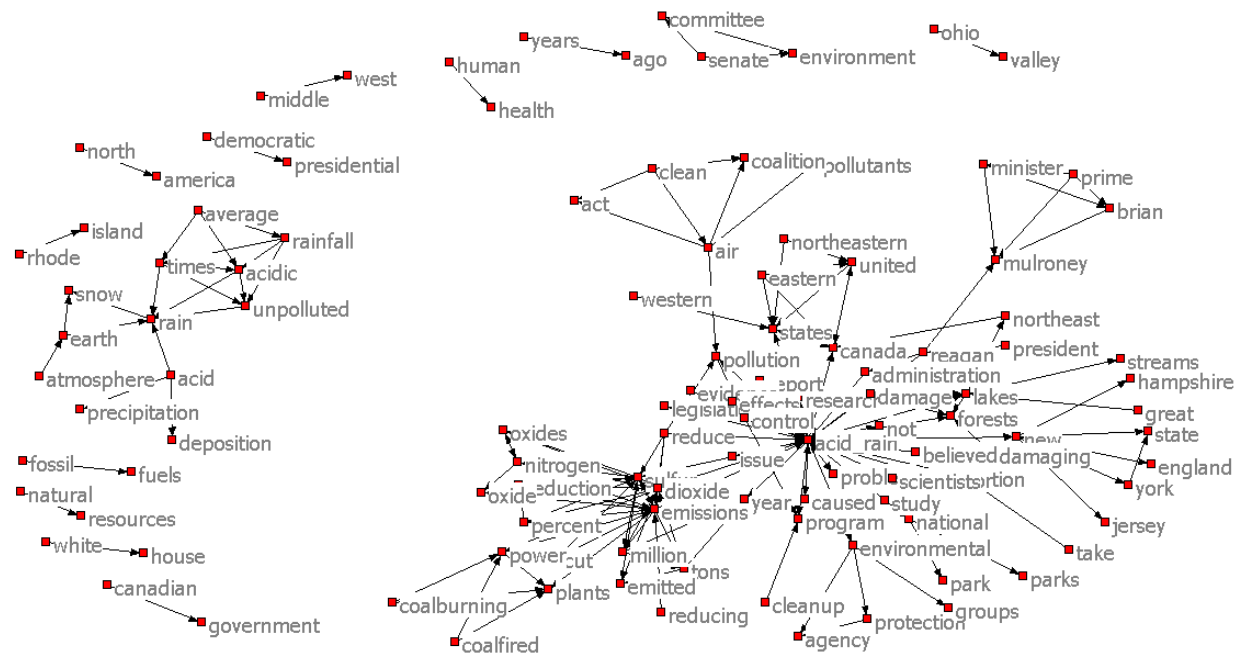 committee
years
ago
senate
environment
ohio
valley
human
health
west
middle
democratic
presidential
north
america
clean
coalition
pollutants
act
air
minister
prime
brian
mulroney
average
rainfall
island
rhode
times
acidic
snow
unpolluted
rain
earth
atmosphere
acid
precipitation
deposition
northeastern
united
eastern
western
states
canada
northeast
reagan
president
pollution
administration
streams
hampshire
effects
research
damage
lakes
control
forests
great
reduce
acid_rain
not
new
state
oxides
issue
believed
damaging
england
nitrogen
dioxide
scientists
york
oxide
emissions
year
caused
study
percent
program
national
jersey
fossil
fuels
natural
resources
white
house
canadian
government
power
cut
million
environmental
take
plants
emitted
tons
park
parks
coalburning
reducing
cleanup
protection
groups
coalfired
agency